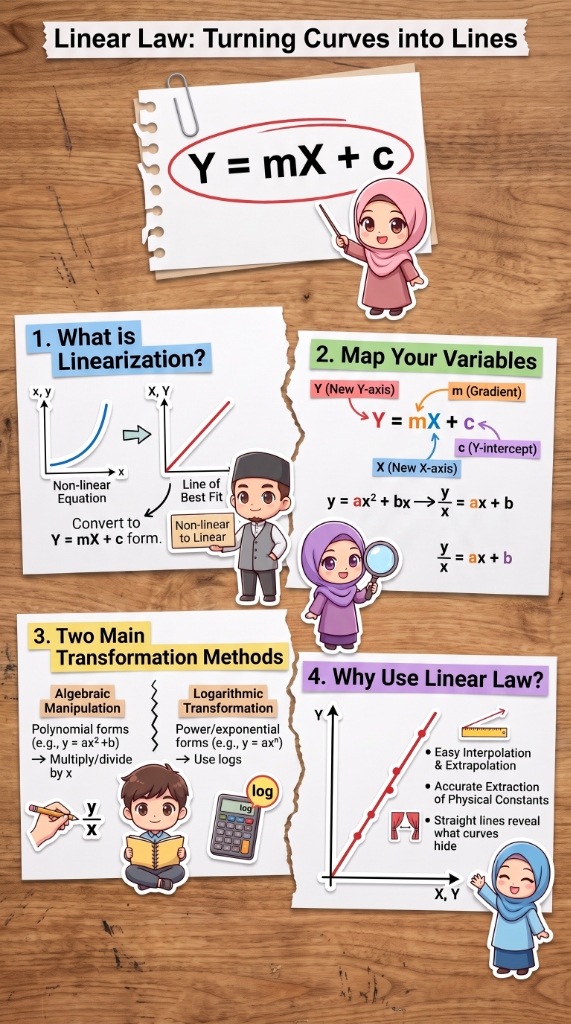 Linear Law: Turning Curves into Lines
Y = mX + c
1. What is
Linearization?
x, y
x
Non-linear
Equation
X, Y
Line of
Best Fit
Convert to
Y = mX + c form.
Non-linear
to Linear
2. Map Your Variables
Y (New Y-axis)
m (Gradient)
Y = mX + c
c (Y-intercept)
X (New X-axis)
y = ax² + bx → y/x = ax + b
y/x = ax + b
3. Two Main
Transformation Methods
Algebraic
Manipulation
Polynomial forms
(e.g., y = ax²+b)
→ Multiply/divide
by x
y/x
Logarithmic
Transformation
Power/exponential
forms (e.g., y = axⁿ)
→ Use logs
log
log
4. Why Use Linear Law?
Y
X, Y
• Easy Interpolation
& Extrapolation
• Accurate Extraction
of Physical Constants
• Straight lines reveal
what curves
hide